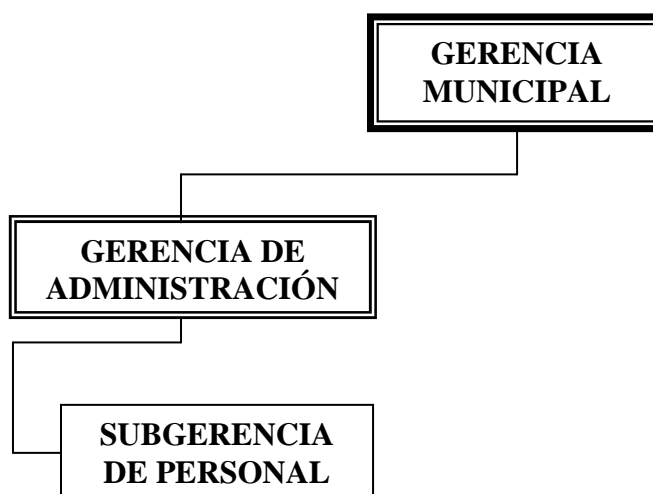 GERENCIA
MUNICIPAL
GERENCIA DE
ADMINISTRACIÓN
SUBGERENCIA
DE PERSONAL